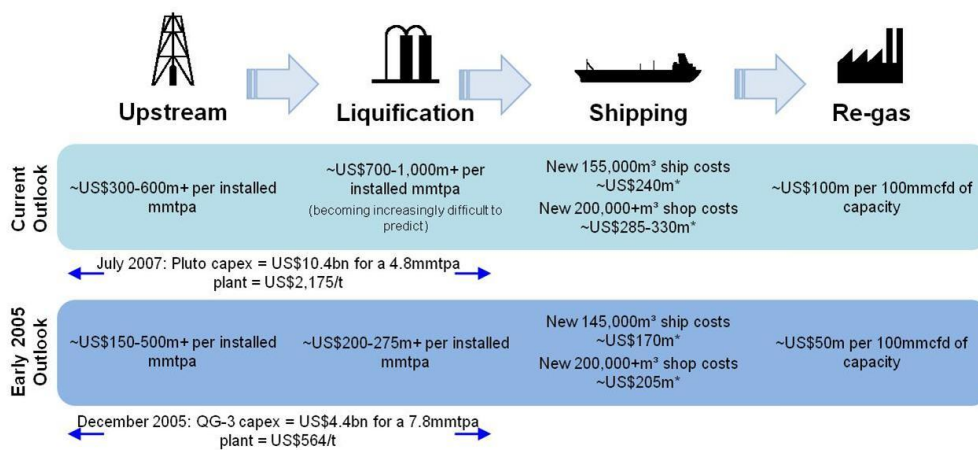 Upstream
Liquification
Shipping
Re-gas
Current
Outlook
~US$300-600m+ per installed
mmtpa
~US$700-1,000m+ per
installed mmtpa
(becoming increasingly difficult to
predict)
New 155,000m³ ship costs
~US$240m*
New 200,000+m³ shop costs
~US$285-330m*
~US$100m per 100mmcfd of
capacity
July 2007: Pluto capex = US$10.4bn for a 4.8mmtpa
plant = US$2,175/t
Early 2005
Outlook
~US$150-500m+ per installed
mmtpa
~US$200-275m+ per installed
mmtpa
New 145,000m³ ship costs
~US$170m*
New 200,000+m³ shop costs
~US$205m*
~US$50m per 100mmcfd of
capacity
December 2005: QG-3 capex = US$4.4bn for a 7.8mmtpa
plant = US$564/t